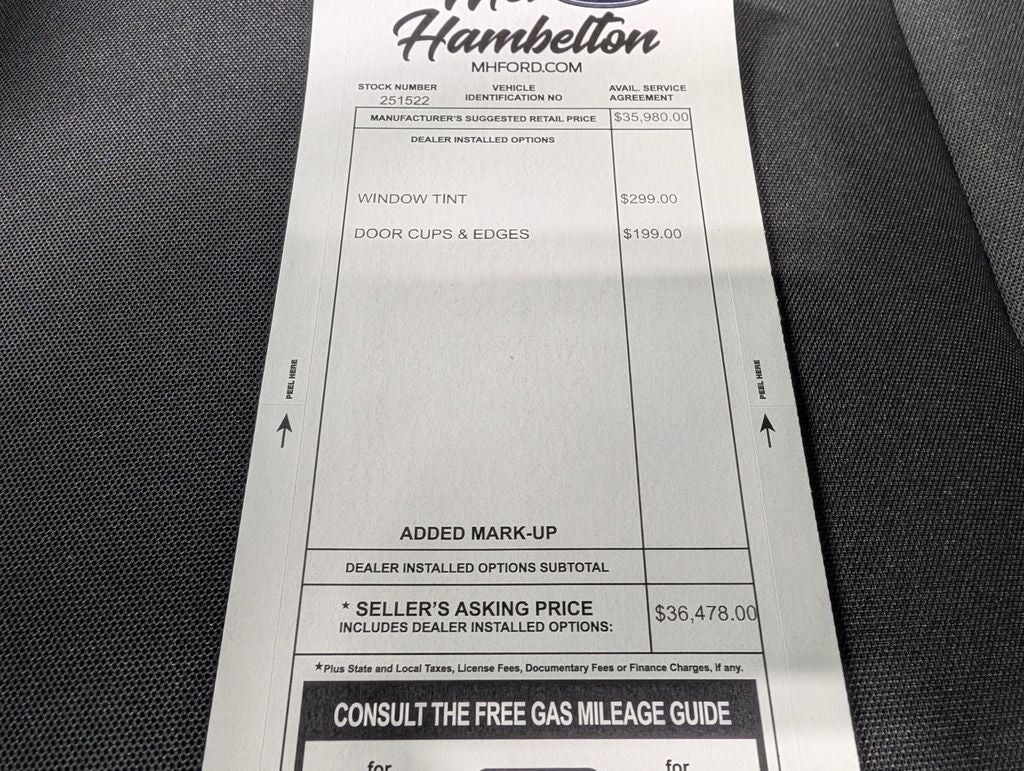 Hambelton
MHFORD.COM
STOCK NUMBER
251522
VEHICLE
IDENTIFICATION NO
AVAIL. SERVICE
AGREEMENT
MANUFACTURER'S SUGGESTED RETAIL PRICE $35,980.00
DEALER INSTALLED OPTIONS
WINDOW TINT $299.00
DOOR CUPS & EDGES $199.00
PEEL HERE
PEEL HERE
ADDED MARK-UP
DEALER INSTALLED OPTIONS SUBTOTAL
* SELLER'S ASKING PRICE
INCLUDES DEALER INSTALLED OPTIONS: $36,478.00
*Plus State and Local Taxes, License Fees, Documentary Fees or Finance Charges, if any.
CONSULT THE FREE GAS MILEAGE GUIDE
for for